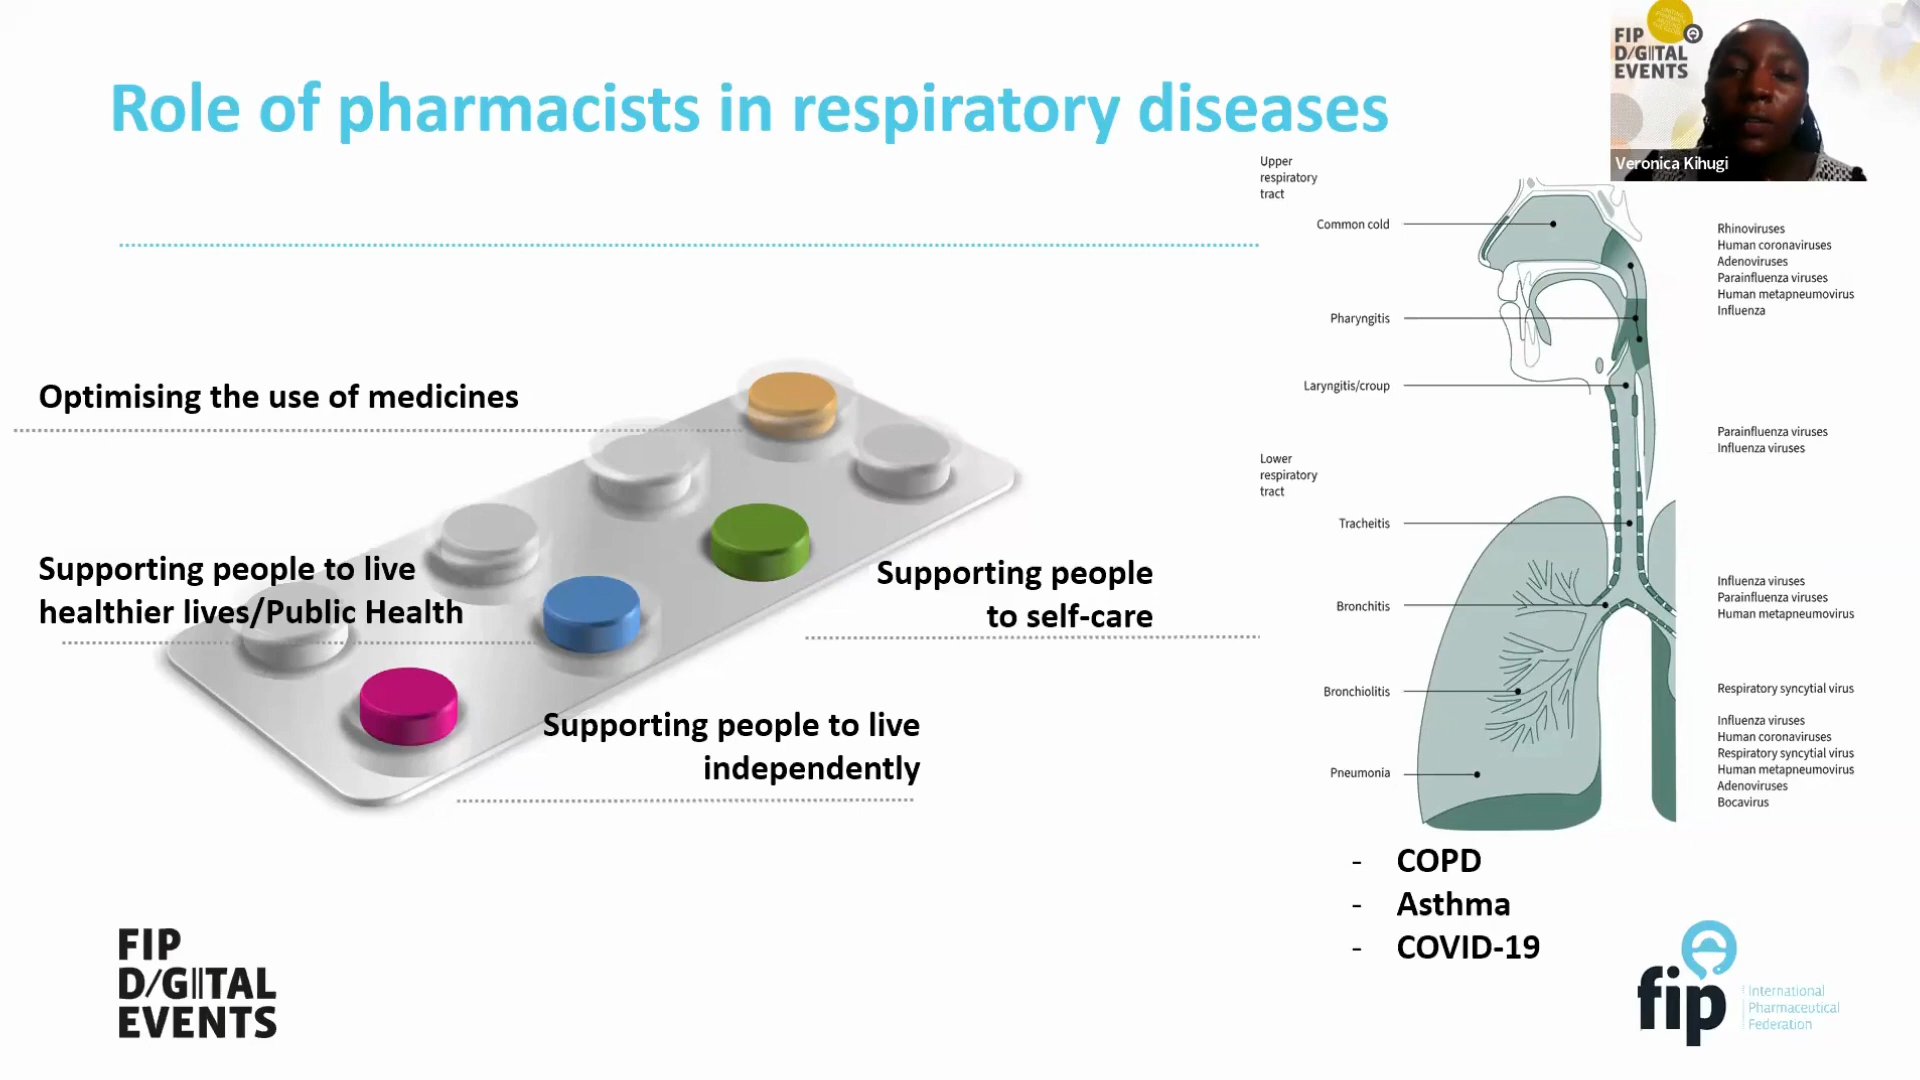 Role of pharmacists in respiratory diseases
FIP
D/GITAL
EVENTS
Veronica Kihugi
Optimising the use of medicines
Supporting people to live
healthier lives/Public Health
Supporting people
to self-care
Supporting people to live
independently
Upper
respiratory
tract
Common cold
Pharyngitis
Laryngitis/croup
Lower
respiratory
tract
Tracheitis
Bronchitis
Bronchiolitis
Pneumonia
Rhinoviruses
Human coronaviruses
Adenoviruses
Parainfluenza viruses
Human metapneumovirus
Influenza
Parainfluenza viruses
Influenza viruses
Influenza viruses
Parainfluenza viruses
Human metapneumovirus
Respiratory syncytial virus
Influenza viruses
Human coronaviruses
Respiratory syncytial virus
Human metapneumovirus
Adenoviruses
Bocavirus
- COPD
- Asthma
- COVID-19
FIP
D/GITAL
EVENTS
fip
International
Pharmaceutical
Federation